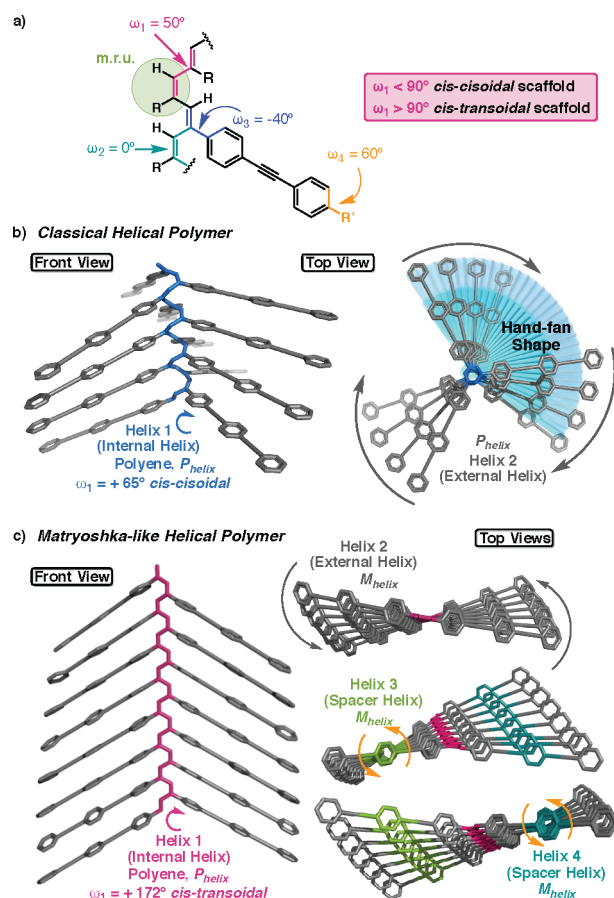 a)
ω₁ = 50º
m.r.u.
H
R
H
R
H
ω₃ = -40º
ω₂ = 0º
R
ω₄ = 60º
R'
ω₁ < 90º cis-cisoidal scaffold
ω₁ > 90º cis-transoidal scaffold
b) Classical Helical Polymer
Front View
Top View
Hand-fan
Shape
Helix 1
(Internal Helix)
Polyene, Phelix
ω₁ = + 65º cis-cisoidal
Phelix
Helix 2
(External Helix)
c) Matryoshka-like Helical Polymer
Front View
Top Views
Helix 2
(External Helix)
Mhelix
Helix 3
(Spacer Helix)
Mhelix
Helix 1
(Internal Helix)
Polyene, Phelix
ω₁ = + 172º cis-transoidal
Helix 4
(Spacer Helix)
Mhelix